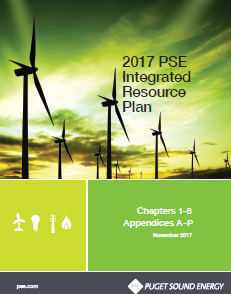 2017 PSE
Integrated
Resource
Plan
Chapters 1-8
Appendices A-P
November 2017
pse.com
PUGET SOUND ENERGY